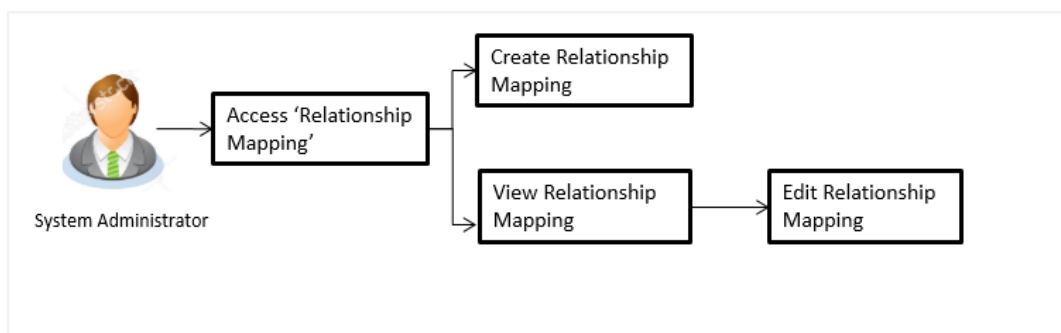 Create Relationship
Mapping
Access ‘Relationship
Mapping’
View Relationship
Mapping
Edit Relationship
Mapping
System Administrator